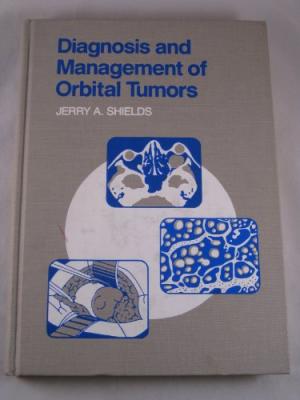 Diagnosis and
Management of
Orbital Tumors
JERRY A. SHIELDS